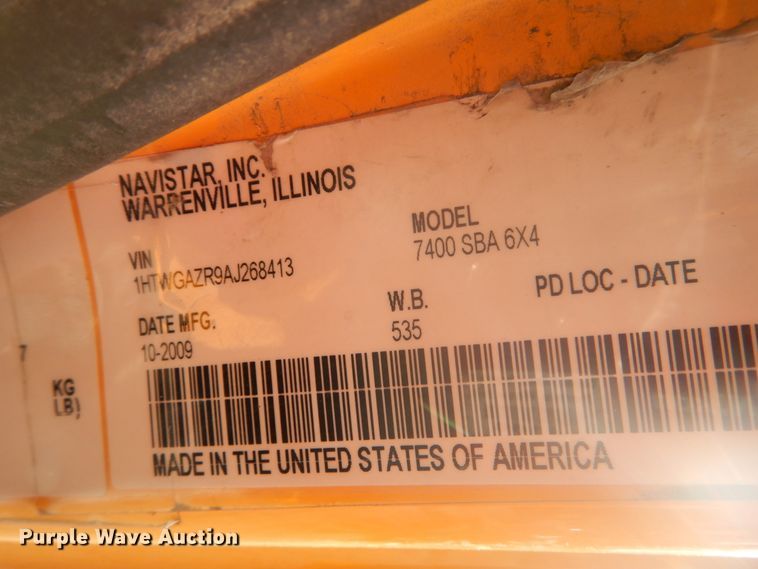 NAVISTAR, INC.
WARRENVILLE, ILLINOIS
VIN
1HTWGAZR9AJ268413
MODEL
7400 SBA 6X4
DATE MFG.
10-2009
W.B.
535
PD LOC - DATE
7
KG
LB)
MADE IN THE UNITED STATES OF AMERICA
Purple Wave Auction